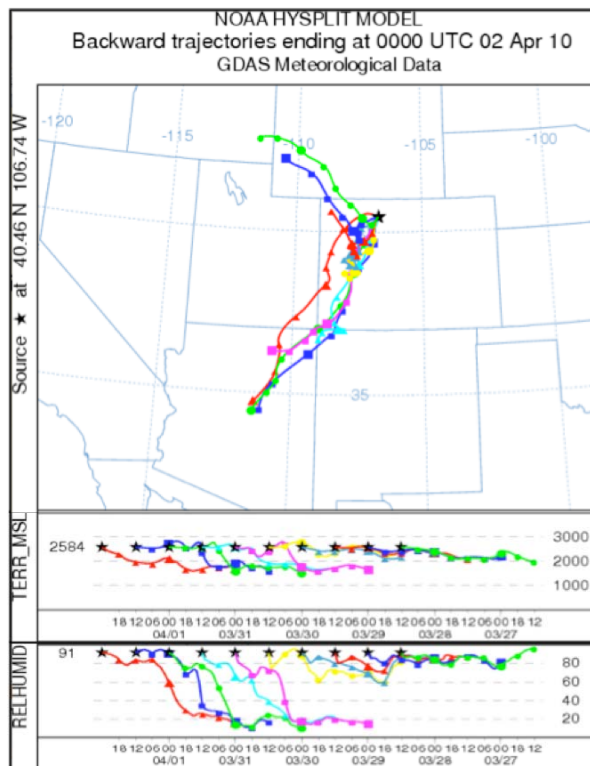 NOAA HYSPLIT MODEL
Backward trajectories ending at 0000 UTC 02 Apr 10
GDAS Meteorological Data
Source ★ at 40.46 N 106.74 W
-120
-115
-110
-105
-100
35
TERR_MSL
2584
3000
2000
1000
18 12 06 00 18 12 06 00 18 12 06 00 18 12 06 00 18 12 06 00 18 12 06 00 18 12
04/01 03/31 03/30 03/29 03/28 03/27
RELHUMID
91
80
60
40
20
18 12 06 00 18 12 06 00 18 12 06 00 18 12 06 00 18 12 06 00 18 12 06 00 18 12
04/01 03/31 03/30 03/29 03/28 03/27